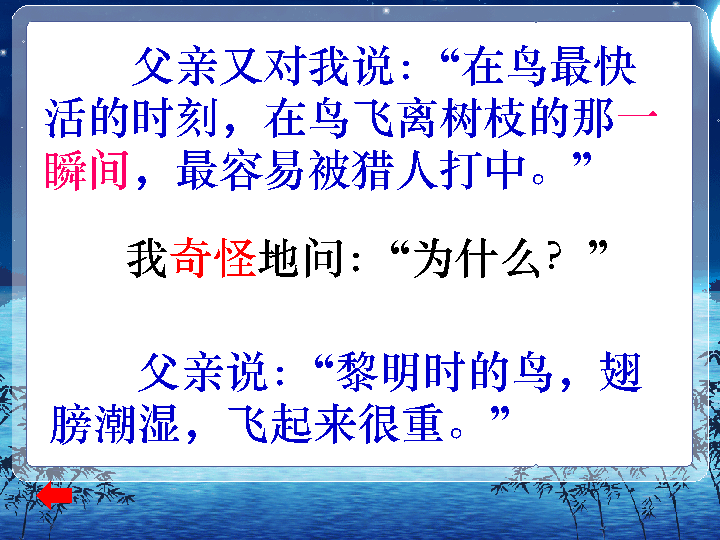 父亲又对我说：“在鸟最快
活的时刻，在鸟飞离树枝的那一
瞬间，最容易被猎人打中。”
我奇怪地问：“为什么？”
父亲说：“黎明时的鸟，翅
膀潮湿，飞起来很重。”